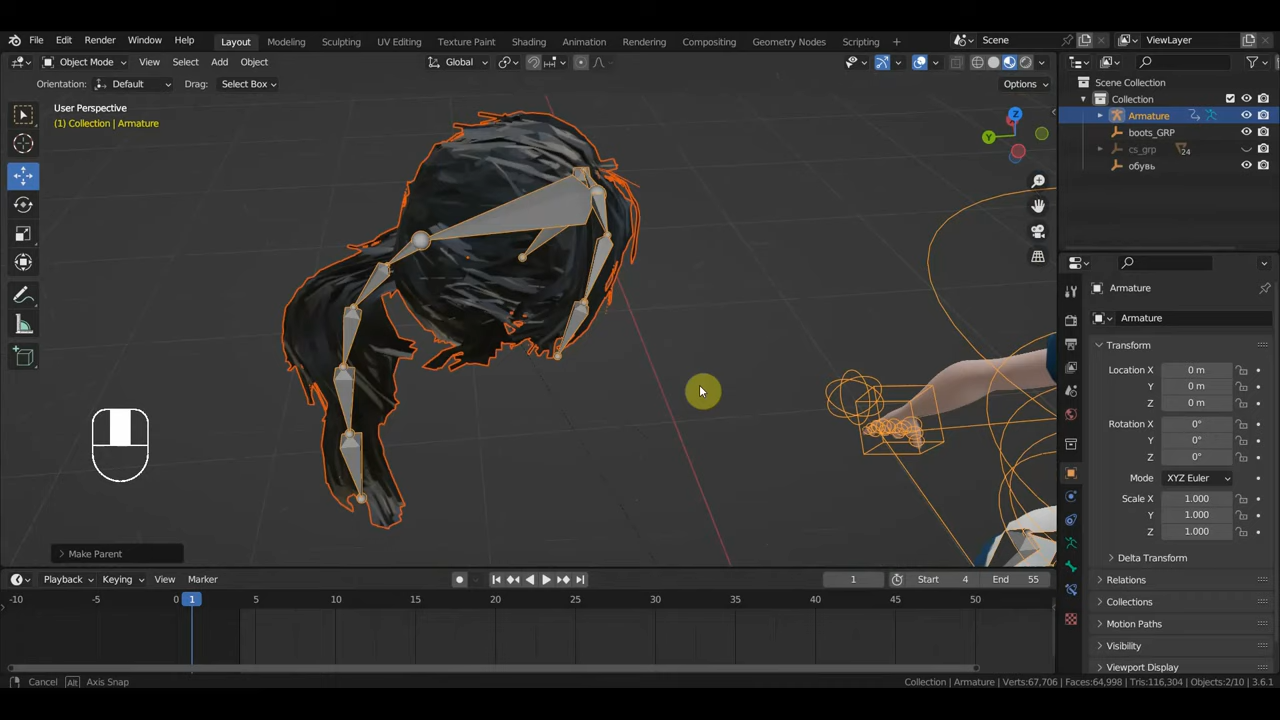 File Edit Render Window Help Layout Modeling Sculpting UV Editing Texture Paint Shading Animation Rendering Compositing Geometry Nodes Scripting + Scene ViewLayer
Object Mode View Select Add Object Global
Orientation: Default Drag: Select Box Options
User Perspective
(1) Collection | Armature
Z
Y
Make Parent
Playback Keying View Marker 1 Start 4 End 55
-10 -5 0 1 5 10 15 20 25 30 35 40 45 50
Cancel Alt Axis Snap Collection | Armature | Verts:67,706 | Faces:64,998 | Tris:116,304 | Objects:2/10 | 3.6.1
Scene Collection
Collection
Armature
boots_GRP
cs_grp 24
обувь
Armature
Armature
Transform
Location X 0 m
Y 0 m
Z 0 m
Rotation X 0°
Y 0°
Z 0°
Mode XYZ Euler
Scale X 1.000
Y 1.000
Z 1.000
Delta Transform
Relations
Collections
Motion Paths
Visibility
Viewport Display